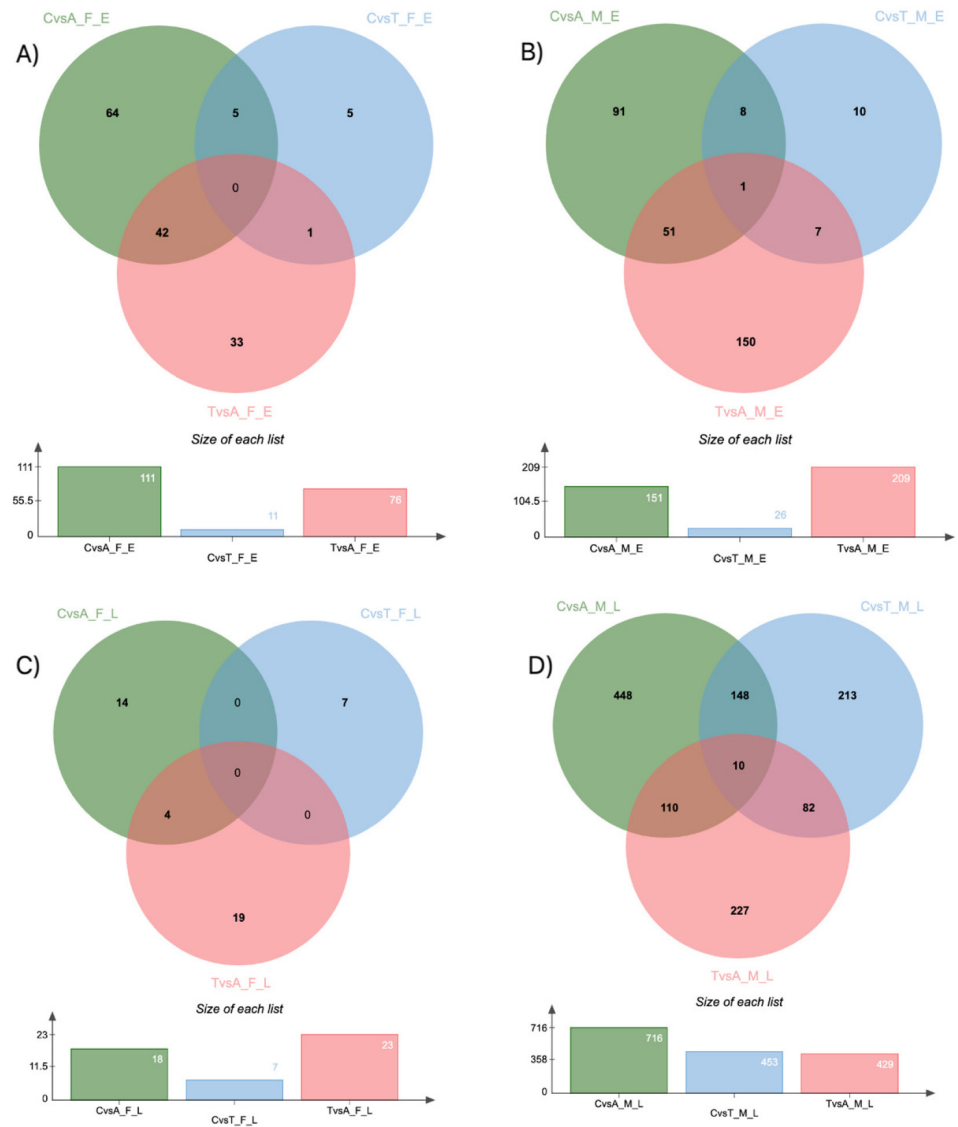 A)
CvsA_F_E
CvsT_F_E
64
5
5
0
42
1
33
TvsA_F_E
Size of each list
111
55.5
0
111
11
76
CvsA_F_E
CvsT_F_E
TvsA_F_E
B)
CvsA_M_E
CvsT_M_E
91
8
10
1
51
7
150
TvsA_M_E
Size of each list
209
104.5
0
151
26
209
CvsA_M_E
CvsT_M_E
TvsA_M_E
C)
CvsA_F_L
CvsT_F_L
14
0
7
0
4
0
19
TvsA_F_L
Size of each list
23
11.5
0
18
7
23
CvsA_F_L
CvsT_F_L
TvsA_F_L
D)
CvsA_M_L
CvsT_M_L
448
148
213
10
110
82
227
TvsA_M_L
Size of each list
716
358
0
716
453
429
CvsA_M_L
CvsT_M_L
TvsA_M_L